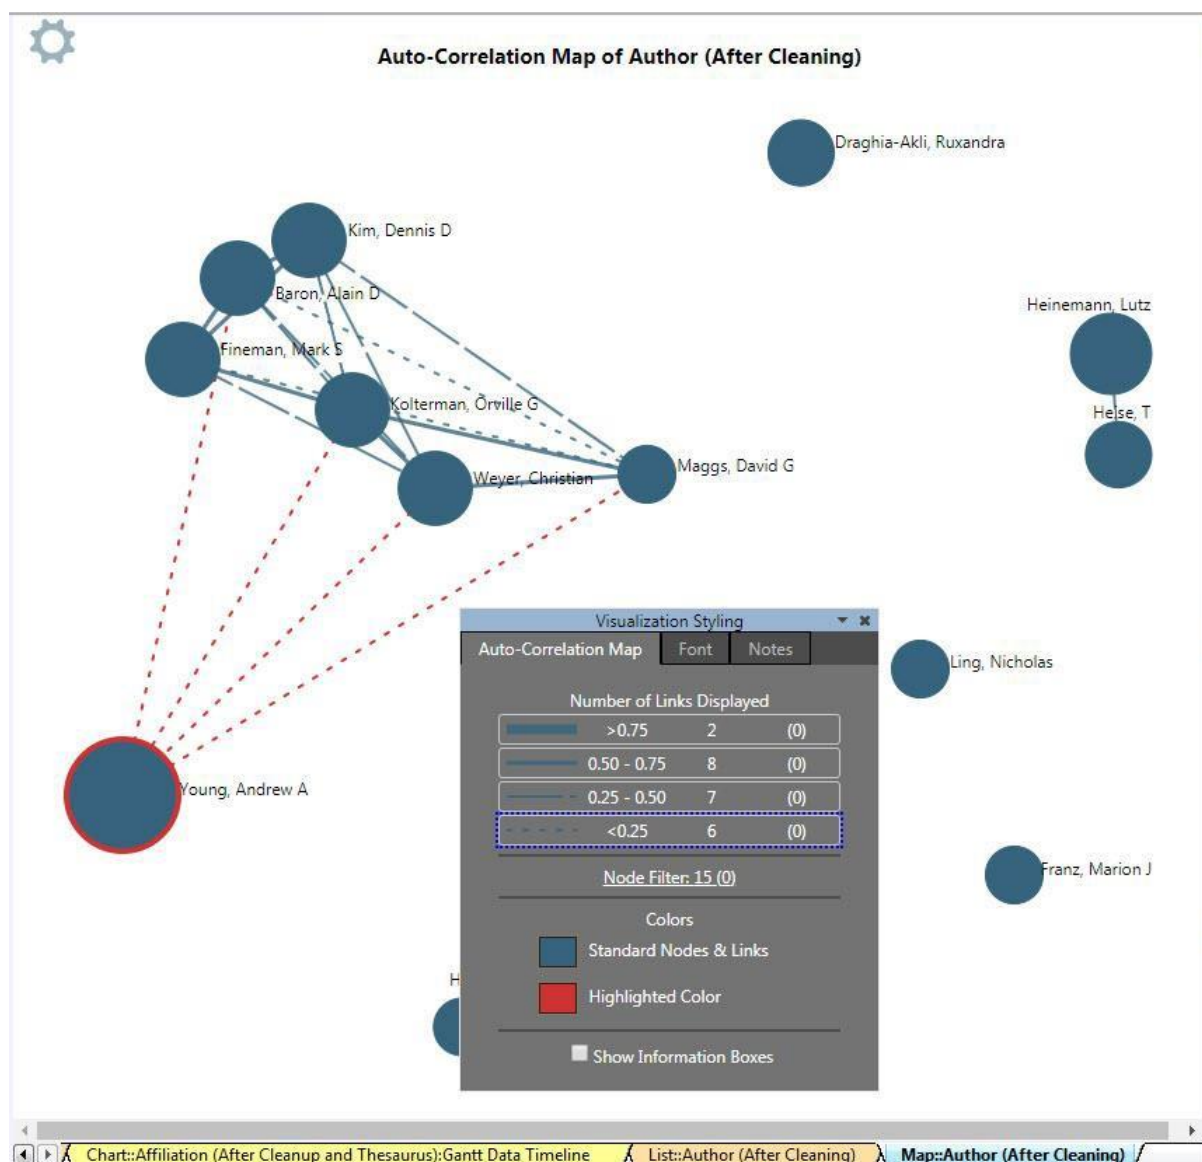 Auto-Correlation Map of Author (After Cleaning)
Draghia-Akli, Ruxandra
Kim, Dennis D
Baron, Alain D
Heinemann, Lutz
Fineman, Mark S
Kolterman, Orville G
Heise, T
Maggs, David G
Weyer, Christian
Visualization Styling
Auto-Correlation Map Font Notes
Ling, Nicholas
Number of Links Displayed
>0.75 2 (0)
0.50 - 0.75 8 (0)
Young, Andrew A
0.25 - 0.50 7 (0)
<0.25 6 (0)
Node Filter: 15 (0)
Franz, Marion J
Colors
Standard Nodes & Links
H
Highlighted Color
Show Information Boxes
Chart::Affiliation (After Cleanup and Thesaurus):Gantt Data Timeline List::Author (After Cleaning) Map::Author (After Cleaning)